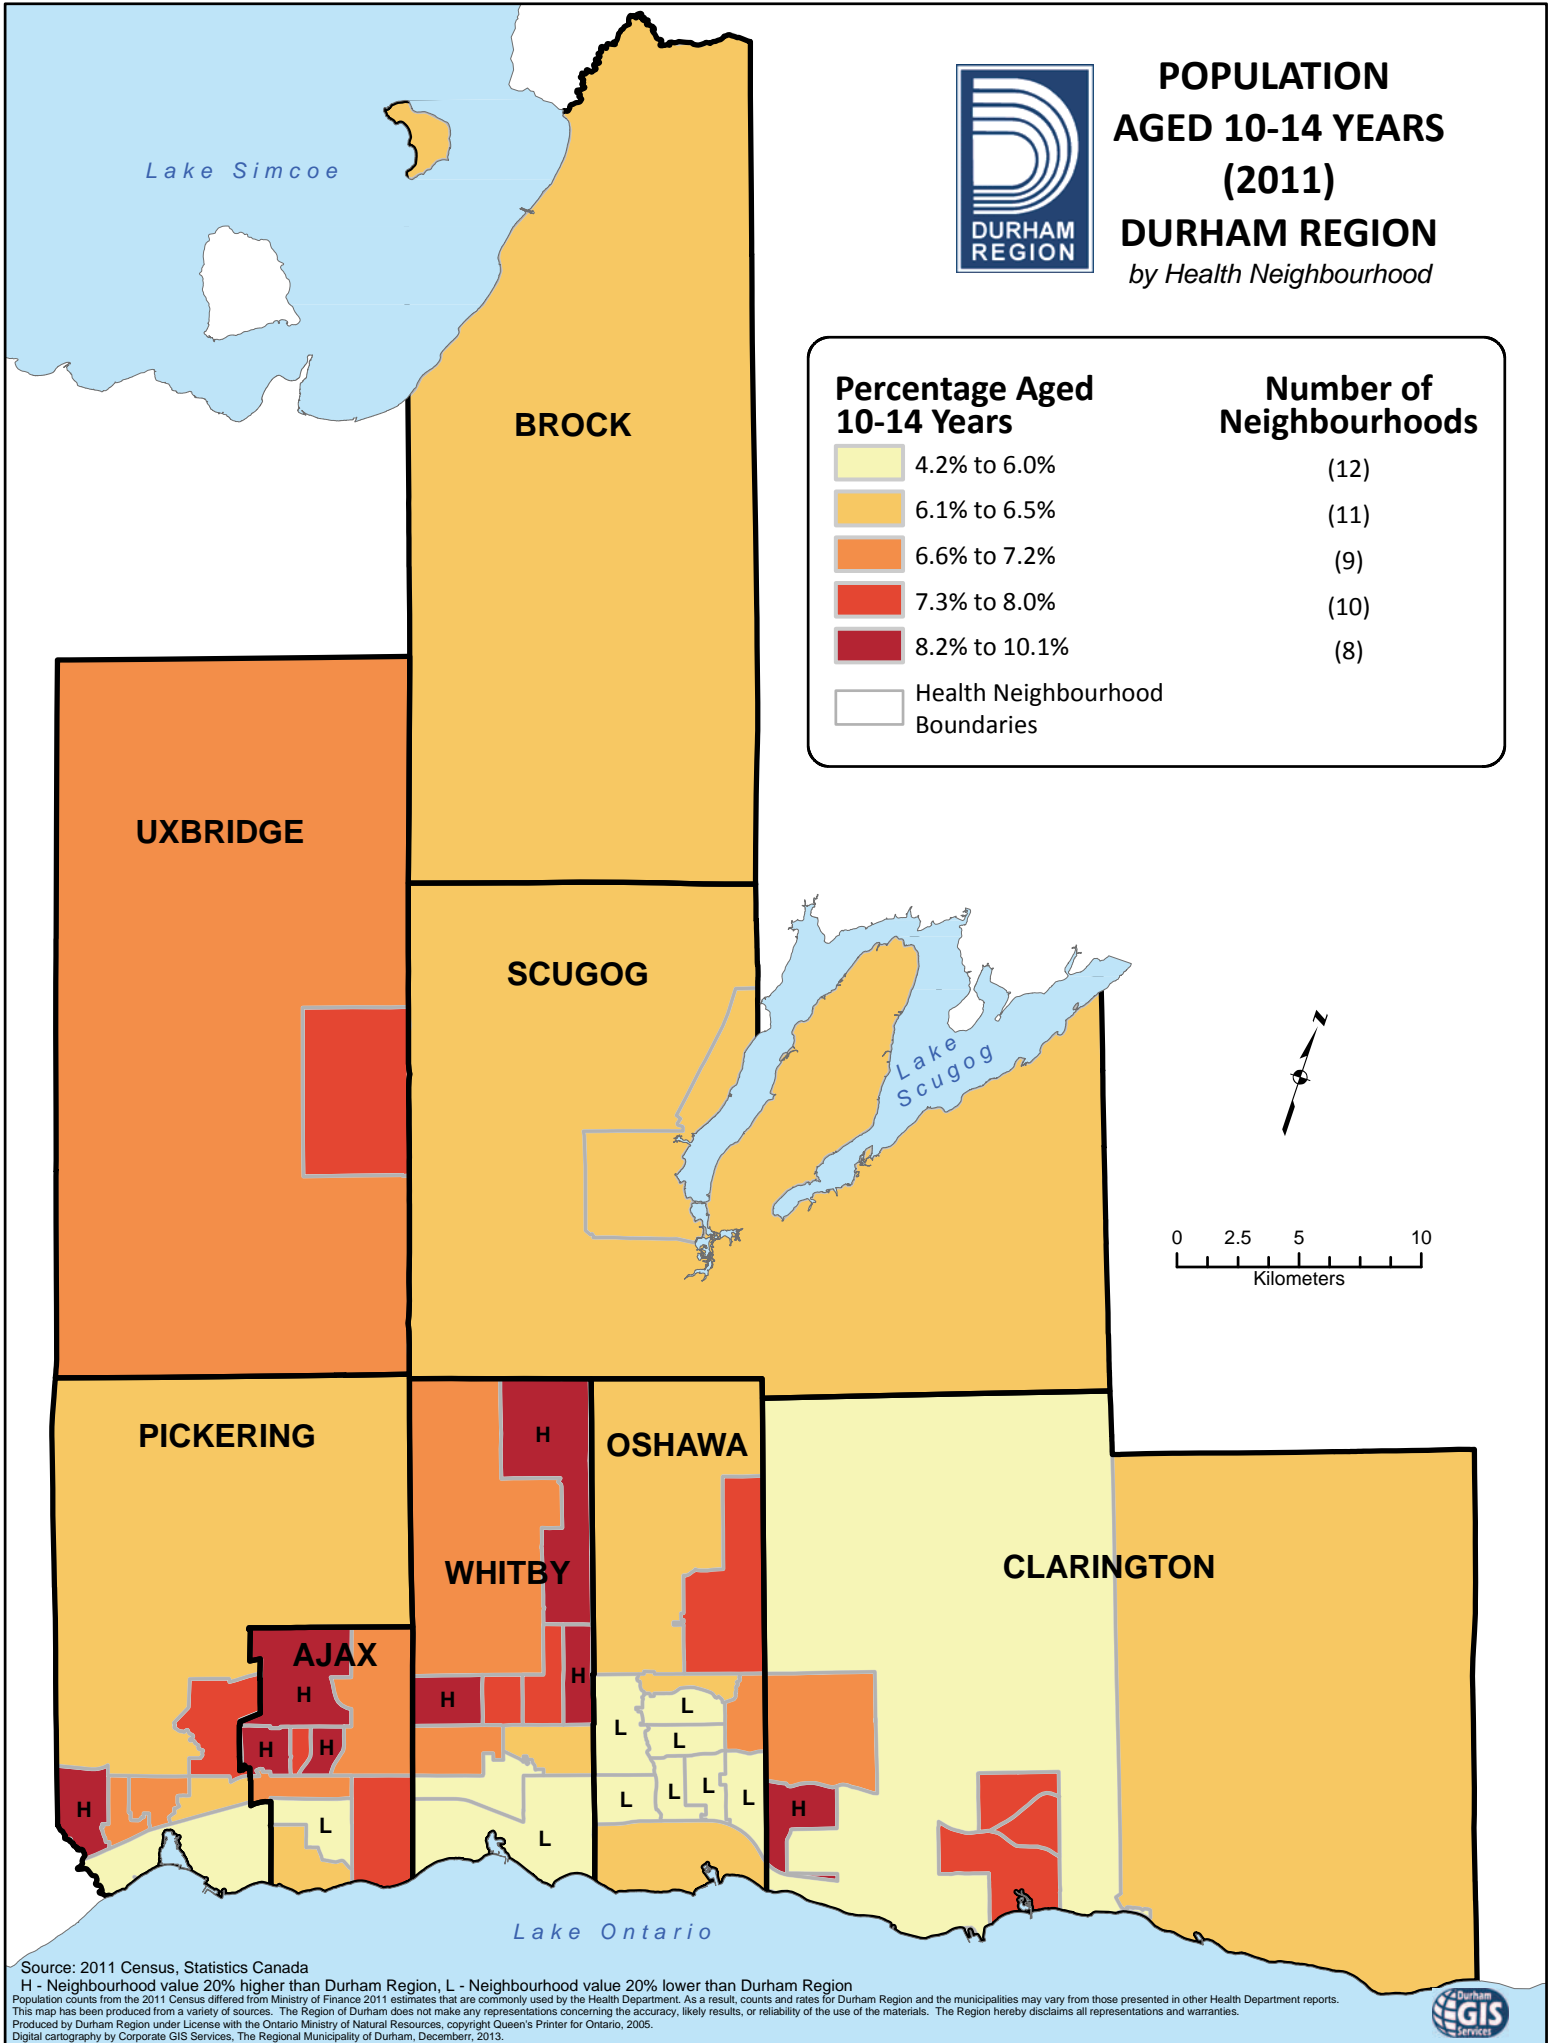 POPULATION
AGED 10-14 YEARS
(2011)
DURHAM REGION
by Health Neighbourhood
DURHAM
REGION
Lake Simcoe
Percentage Aged
10-14 Years
Number of
Neighbourhoods
4.2% to 6.0% (12)
6.1% to 6.5% (11)
6.6% to 7.2% (9)
7.3% to 8.0% (10)
8.2% to 10.1% (8)
Health Neighbourhood
Boundaries
BROCK
UXBRIDGE
SCUGOG
Lake
Scugog
N
0 2.5 5 10
Kilometers
PICKERING
H
OSHAWA
WHITBY
CLARINGTON
AJAX
H
H
H
L
L
L
H
H
H
L
L
L
L
H
L
L
Lake Ontario
Source: 2011 Census, Statistics Canada
H - Neighbourhood value 20% higher than Durham Region, L - Neighbourhood value 20% lower than Durham Region
Population counts from the 2011 Census differed from Ministry of Finance 2011 estimates that are commonly used by the Health Department. As a result, counts and rates for Durham Region and the municipalities may vary from those presented in other Health Department reports.
This map has been produced from a variety of sources. The Region of Durham does not make any representations concerning the accuracy, likely results, or reliability of the use of the materials. The Region hereby disclaims all representations and warranties.
Produced by Durham Region under License with the Ontario Ministry of Natural Resources, copyright Queen's Printer for Ontario, 2005.
Digital cartography by Corporate GIS Services, The Regional Municipality of Durham, Decemberr, 2013.
Durham
GIS
Services